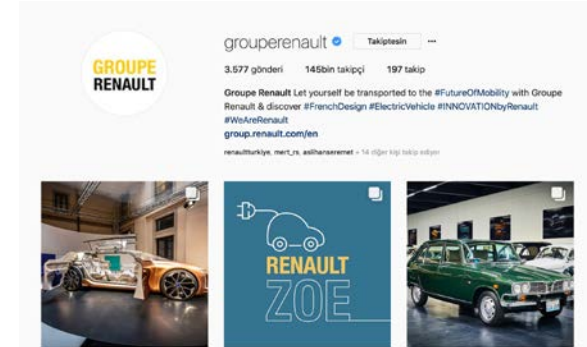 GROUPE
RENAULT
grouperenault Takiptesin ...
3.577 gönderi 145bin takipçi 197 takip
Groupe Renault Let yourself be transported to the #FutureOfMobility with Groupe
Renault & discover #FrenchDesign #ElectricVehicle #INNOVATIONbyRenault
#WeAreRenault
group.renault.com/en
renaultturkiye, mert_rs, aslihanseremet + 14 diğer kişi takip ediyor
RENAULT
ZOE